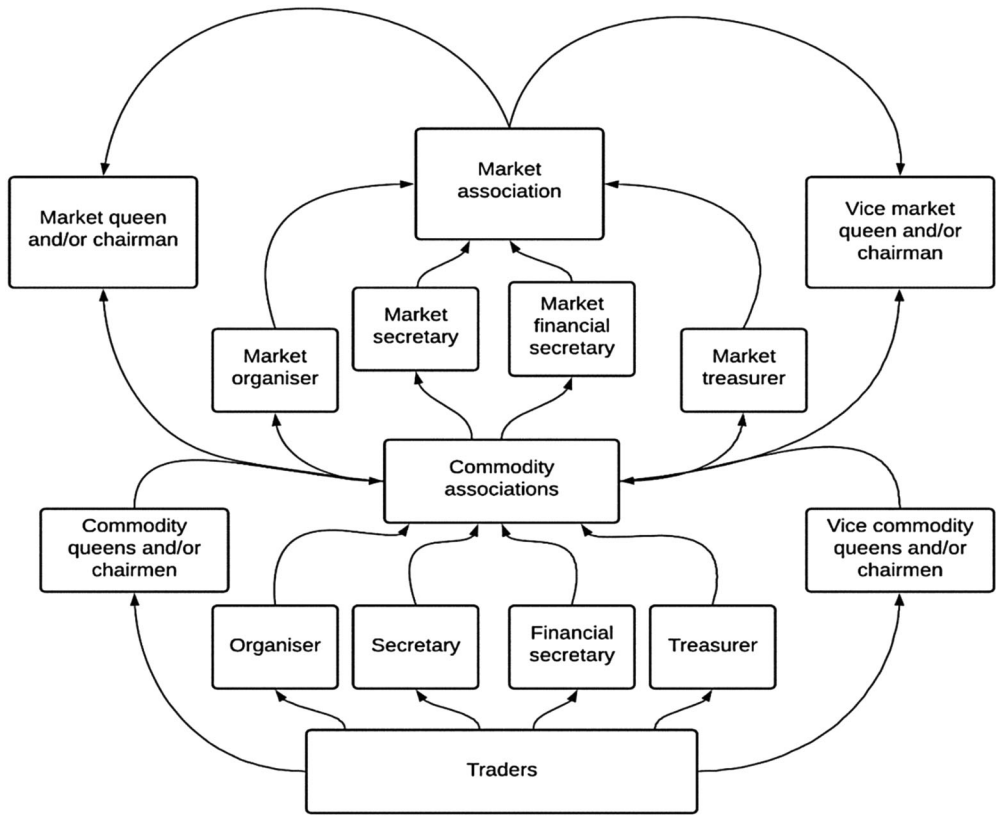 Market
association
Market queen
and/or chairman
Vice market
queen and/or
chairman
Market
secretary
Market
financial
secretary
Market
organiser
Market
treasurer
Commodity
associations
Commodity
queens and/or
chairmen
Vice commodity
queens and/or
chairmen
Organiser
Secretary
Financial
secretary
Treasurer
Traders